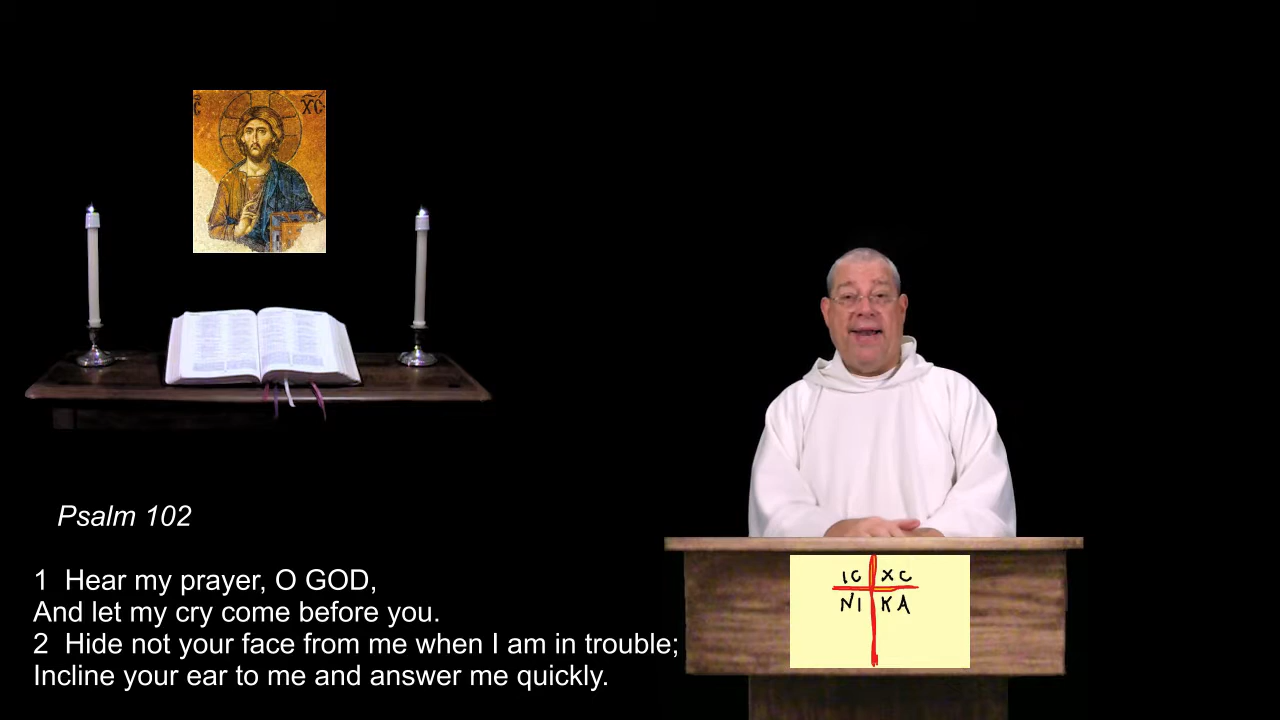 C XC
Psalm 102
1 Hear my prayer, O GOD,
And let my cry come before you.
2 Hide not your face from me when I am in trouble;
Incline your ear to me and answer me quickly.
IC XC
NI KA